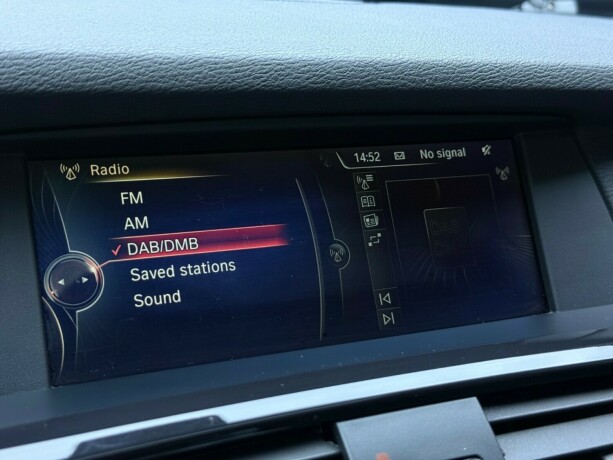 Radio
14:52 No signal
FM
AM
DAB/DMB
Saved stations
Sound